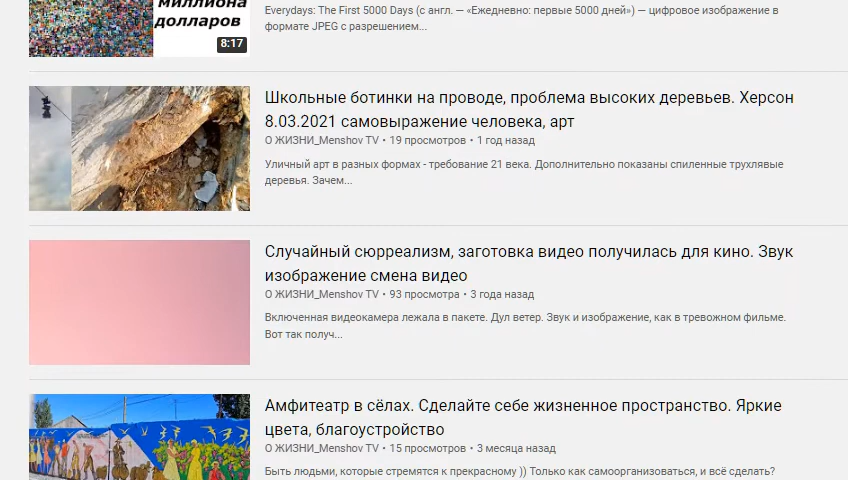 миллиона
долларов
8:17
Everydays: The First 5000 Days (с англ. — «Ежедневно: первые 5000 дней») — цифровое изображение в
формате JPEG с разрешением...
Школьные ботинки на проводе, проблема высоких деревьев. Херсон
8.03.2021 самовыражение человека, арт
О ЖИЗНИ_Menshov TV • 19 просмотров • 1 год назад
Уличный арт в разных формах - требование 21 века. Дополнительно показаны спиленные трухлявые
деревья. Зачем...
Случайный сюрреализм, заготовка видео получилась для кино. Звук
изображение смена видео
О ЖИЗНИ_Menshov TV • 93 просмотра • 3 года назад
Включенная видеокамера лежала в пакете. Дул ветер. Звук и изображение, как в тревожном фильме.
Вот так получ...
Амфитеатр в сёлах. Сделайте себе жизненное пространство. Яркие
цвета, благоустройство
О ЖИЗНИ_Menshov TV • 15 просмотров • 3 месяца назад
Быть людьми, которые стремятся к прекрасному )) Только как самоорганизоваться, и всё сделать?